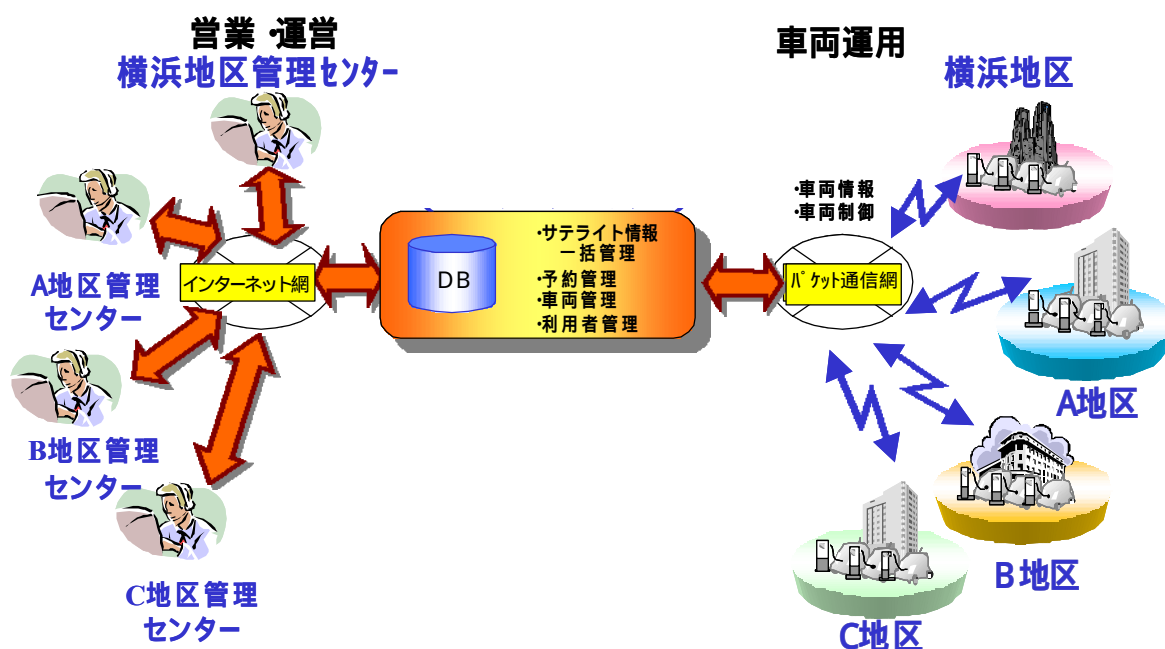 営業・運営
横浜地区管理センター
A地区管理
センター
B地区管理
センター
C地区管理
センター
インターネット網
DB
・サテライト情報
一括管理
・予約管理
・車両管理
・利用者管理
パケット通信網
・車両情報
・車両制御
車両運用
横浜地区
A地区
B地区
C地区